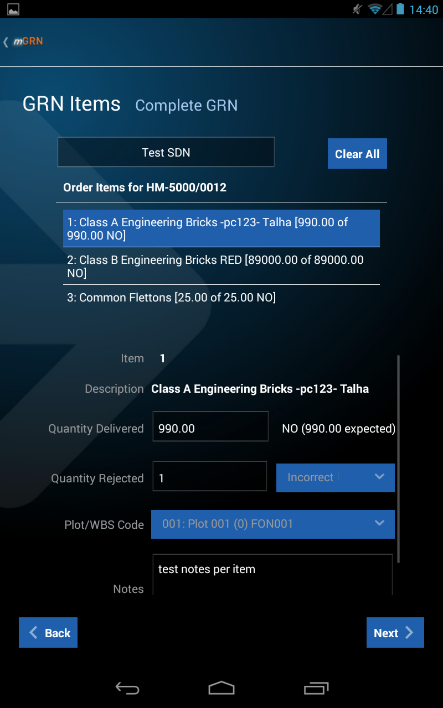 14:40
mGRN
GRN Items Complete GRN
Test SDN
Clear All
Order Items for HM-5000/0012
1: Class A Engineering Bricks -pc123- Talha [990.00 of
990.00 NO]
2: Class B Engineering Bricks RED [89000.00 of 89000.00
NO]
3: Common Flettons [25.00 of 25.00 NO]
Item 1
Description Class A Engineering Bricks -pc123- Talha
Quantity Delivered 990.00 NO (990.00 expected)
Quantity Rejected 1 Incorrect
Plot/WBS Code 001: Plot 001 (0) FON001
test notes per item
Notes
Back Next